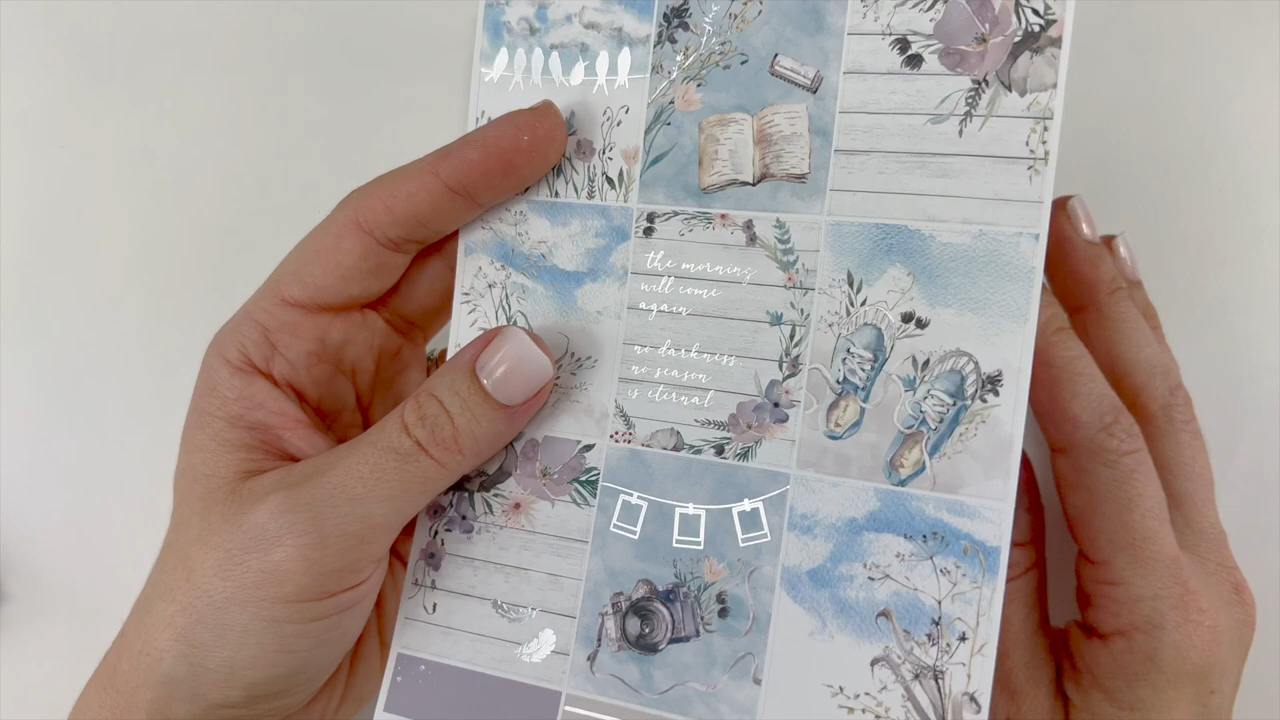 the morning
will come
again
no darkness,
no season
is eternal